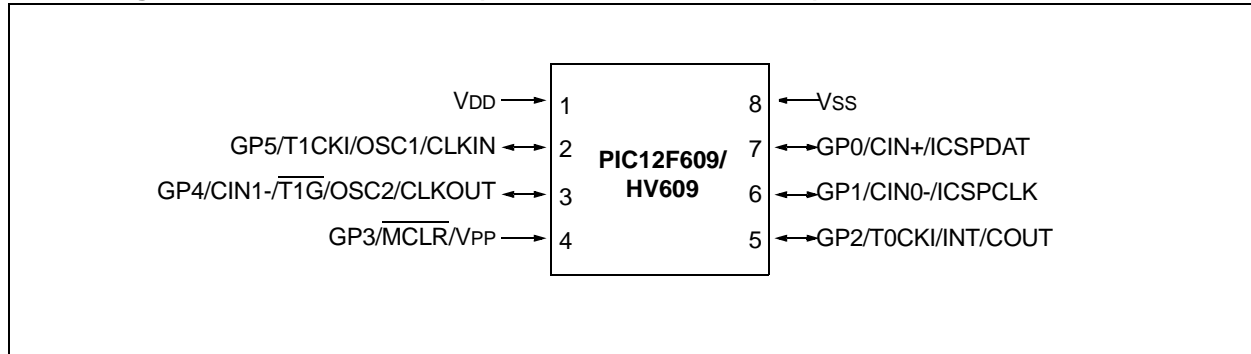 VDD
1
8
VSS
GP5/T1CKI/OSC1/CLKIN
2
PIC12F609/
HV609
7
GP0/CIN+/ICSPDAT
GP4/CIN1-/T1G/OSC2/CLKOUT
3
6
GP1/CIN0-/ICSPCLK
GP3/MCLR/VPP
4
5
GP2/T0CKI/INT/COUT